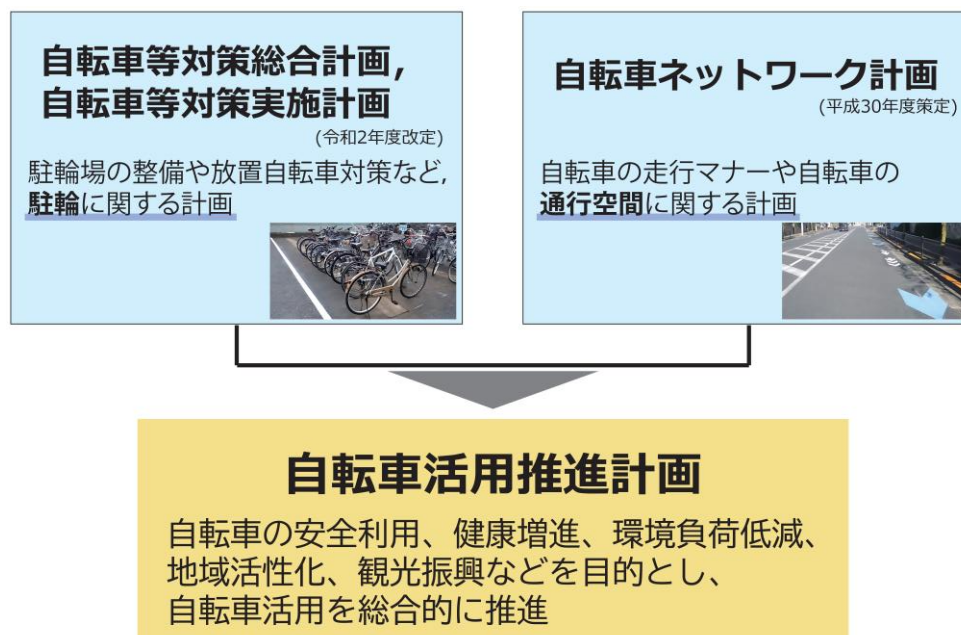 自転車等対策総合計画,
自転車等対策実施計画
(令和2年度改定)
駐輪場の整備や放置自転車対策など,
駐輪に関する計画
自転車ネットワーク計画
(平成30年度策定)
自転車の走行マナーや自転車の
通行空間に関する計画
自転車活用推進計画
自転車の安全利用、健康増進、環境負荷低減、
地域活性化、観光振興などを目的とし、
自転車活用を総合的に推進